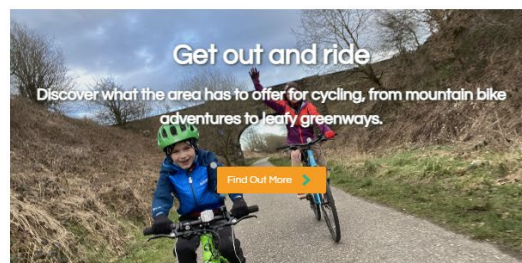 Get out and ride
Discover what the area has to offer for cycling, from mountain bike
adventures to leafy greenways.
Find Out More